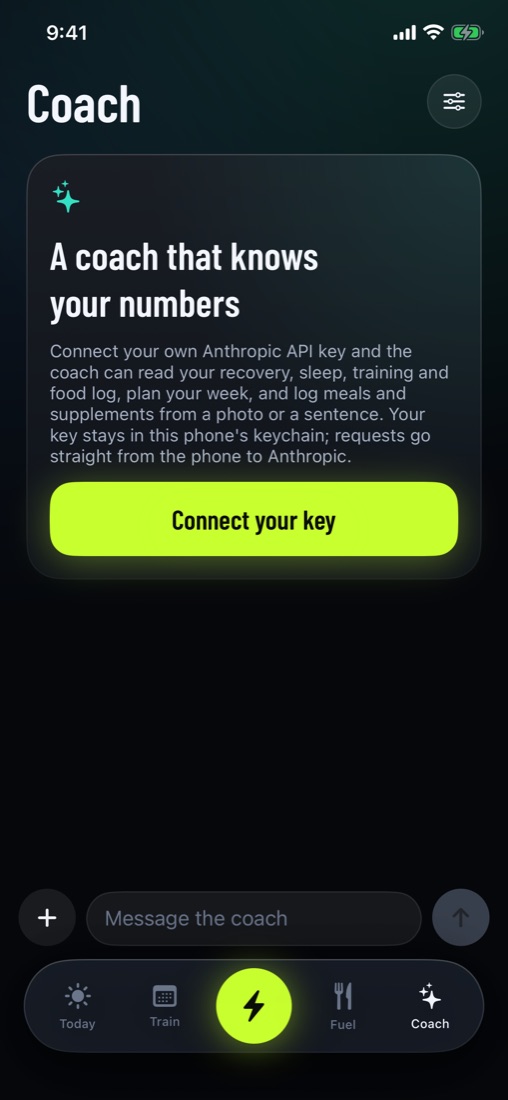 9:41
Coach
A coach that knows
your numbers
Connect your own Anthropic API key and the
coach can read your recovery, sleep, training and
food log, plan your week, and log meals and
supplements from a photo or a sentence. Your
key stays in this phone's keychain; requests go
straight from the phone to Anthropic.
Connect your key
Message the coach
Today
Train
Fuel
Coach